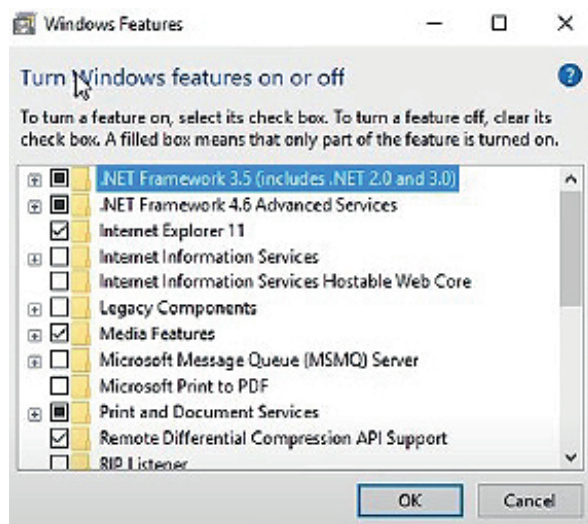 Windows Features
Turn Windows features on or off
?
To turn a feature on, select its check box. To turn a feature off, clear its
check box. A filled box means that only part of the feature is turned on.
.NET Framework 3.5 (includes .NET 2.0 and 3.0)
.NET Framework 4.6 Advanced Services
Internet Explorer 11
Internet Information Services
Internet Information Services Hostable Web Core
Legacy Components
Media Features
Microsoft Message Queue (MSMQ) Server
Microsoft Print to PDF
Print and Document Services
Remote Differential Compression API Support
RIP Listener
OK Cancel